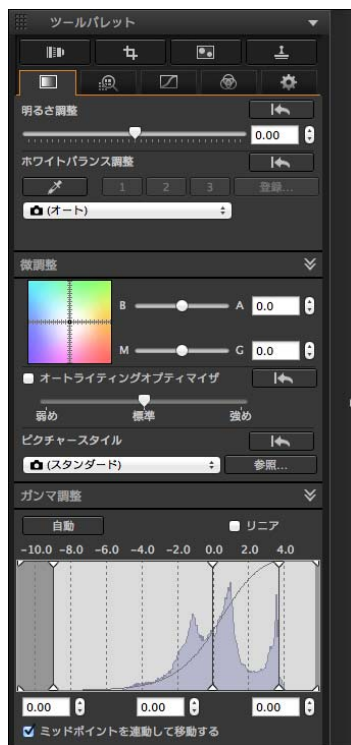 ツールパレット
明るさ調整
0.00
ホワイトバランス調整
1 2 3 登録...
(オート)
微調整
B A 0.0
M G 0.0
オートライティングオプティマイザ
弱め 標準 強め
ピクチャースタイル
(スタンダード) 参照...
ガンマ調整
自動 リニア
-10.0 -8.0 -6.0 -4.0 -2.0 0.0 2.0 4.0
0.00 0.00 0.00
ミッドポイントを連動して移動する